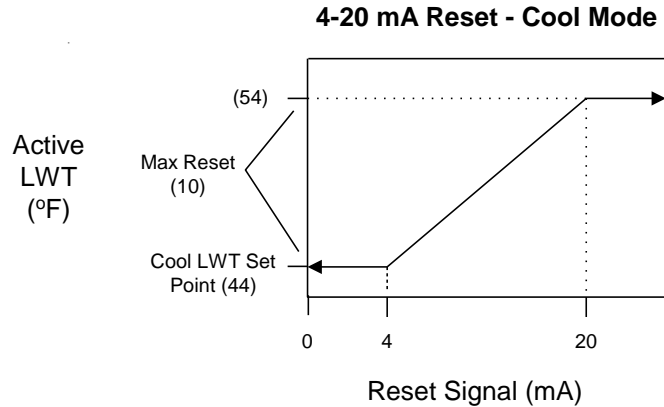 4-20 mA Reset - Cool Mode
(54)
Active
LWT
(ºF)
Max Reset
(10)
Cool LWT Set
Point (44)
0
4
20
Reset Signal (mA)